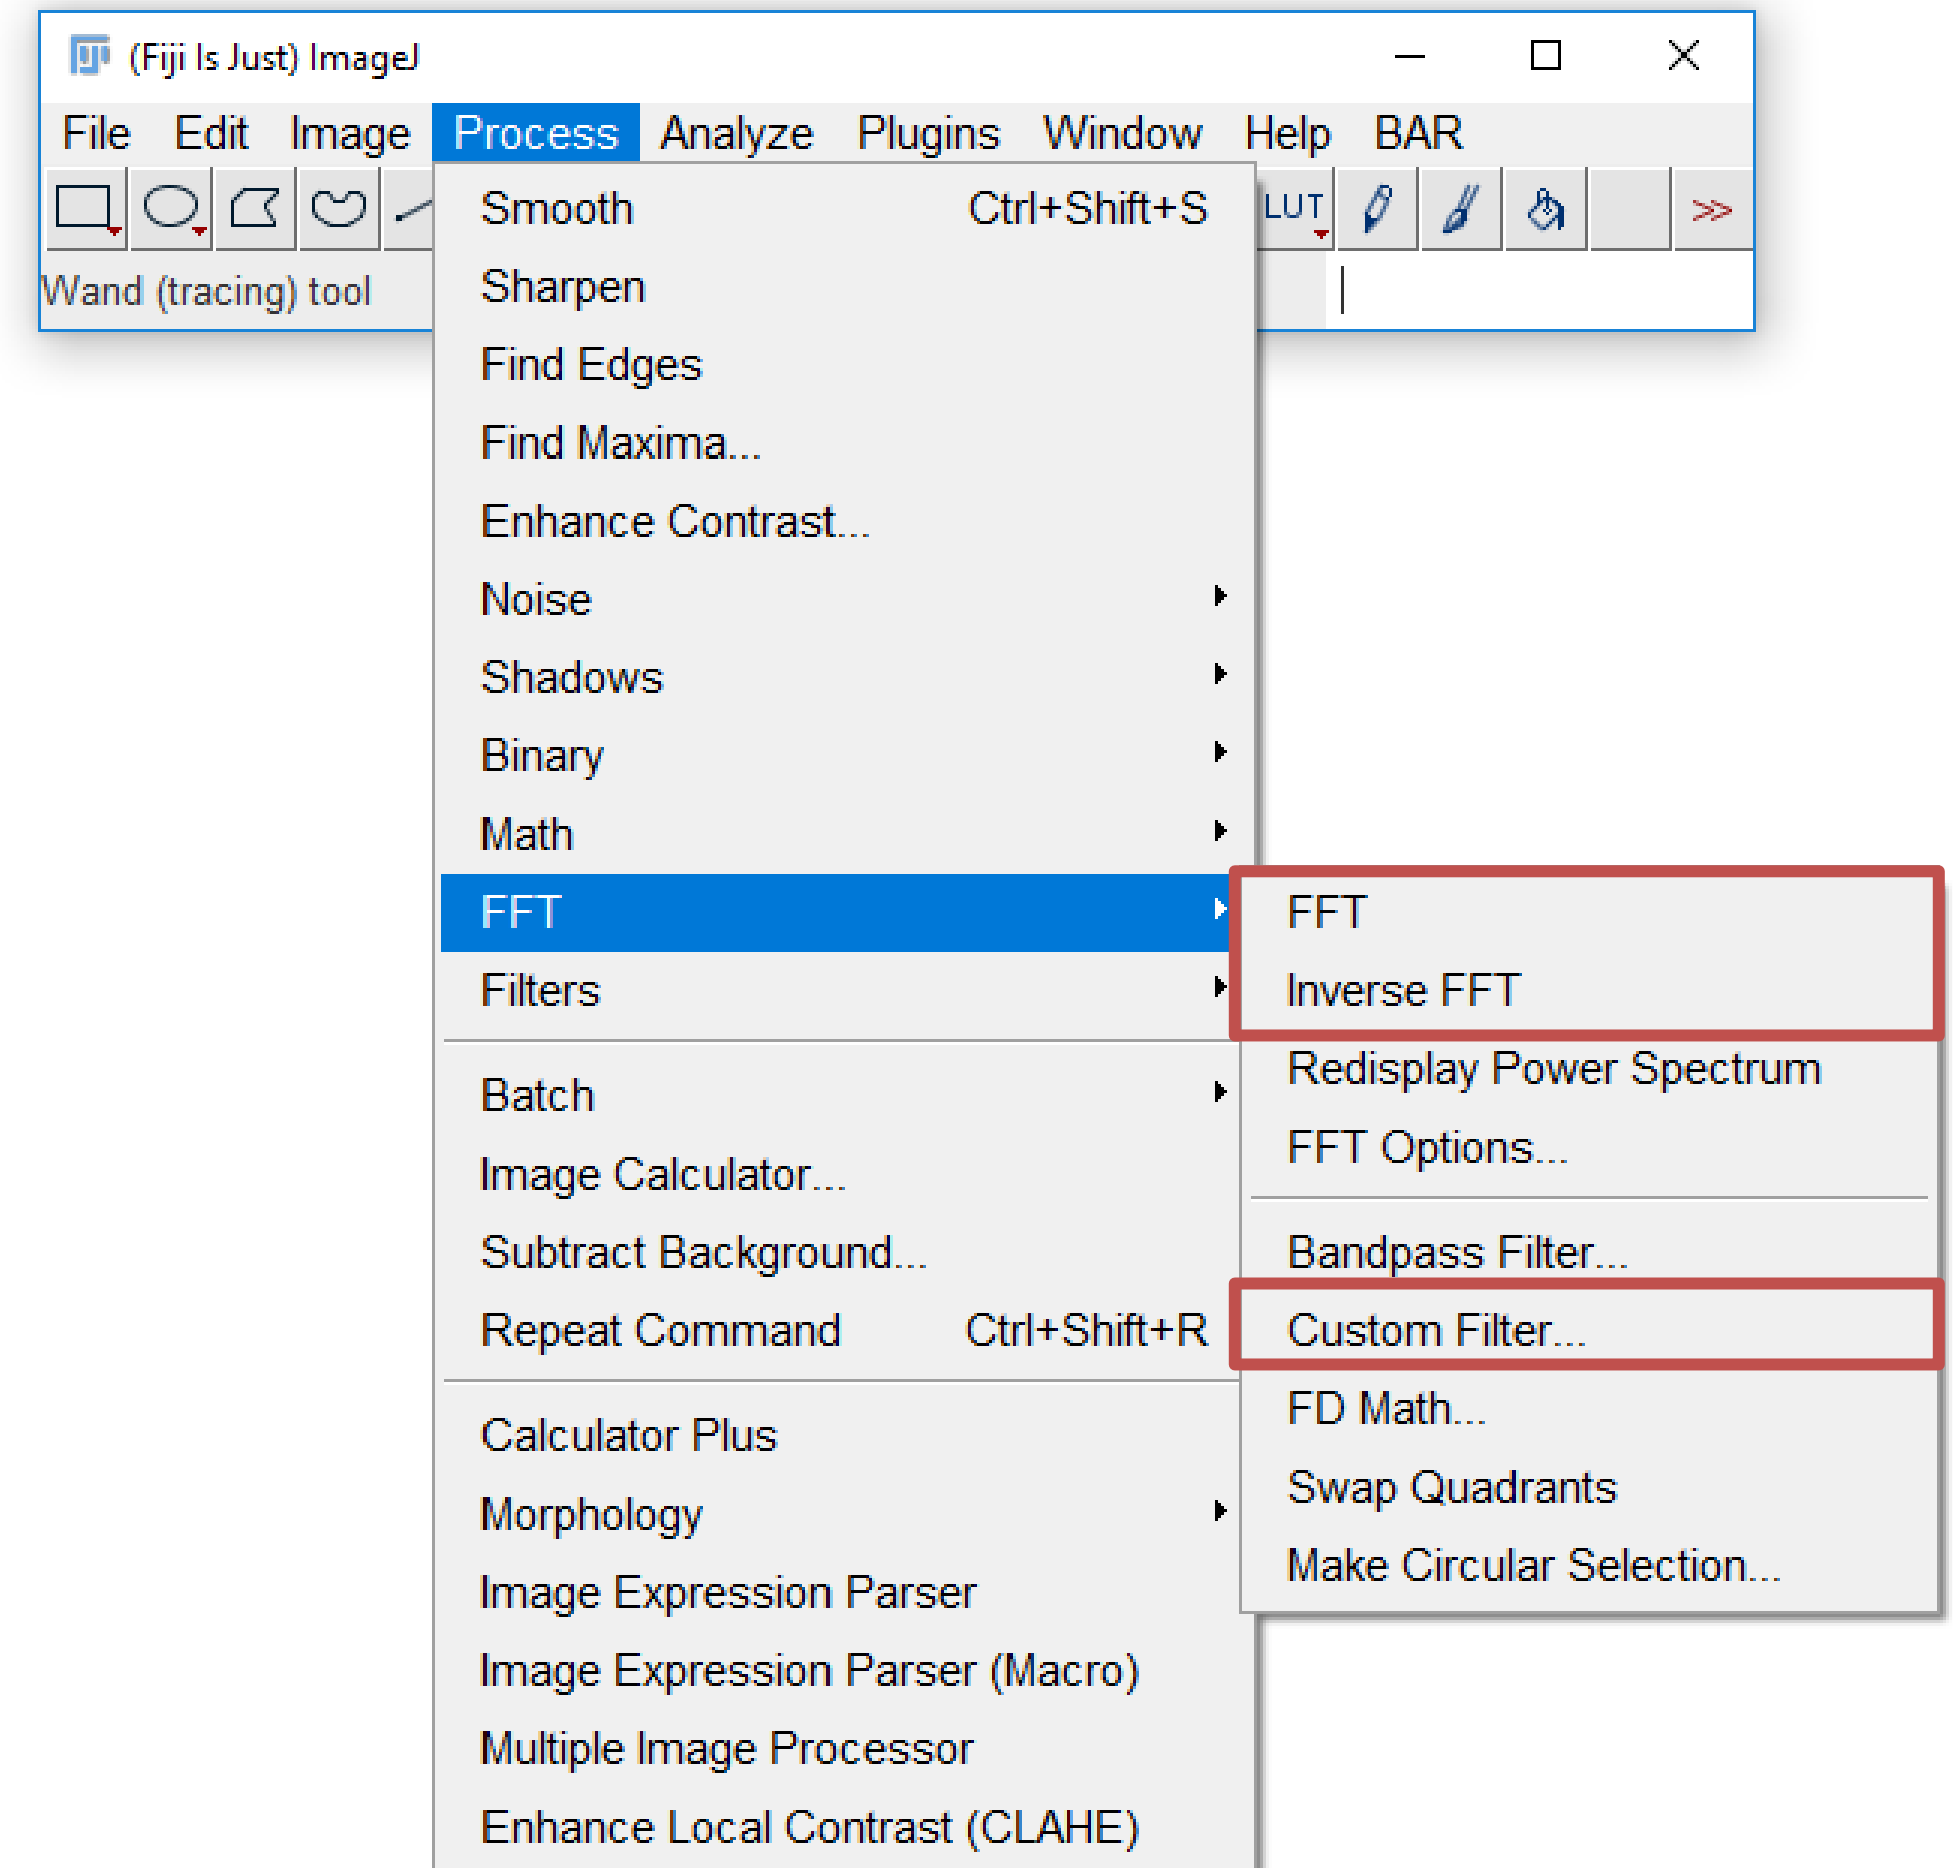 (Fiji Is Just) ImageJ
File Edit Image Process Analyze Plugins Window Help BAR
LUT >>
Wand (tracing) tool
Smooth Ctrl+Shift+S
Sharpen
Find Edges
Find Maxima...
Enhance Contrast...
Noise
Shadows
Binary
Math
FFT
Filters
Batch
Image Calculator...
Subtract Background...
Repeat Command Ctrl+Shift+R
Calculator Plus
Morphology
Image Expression Parser
Image Expression Parser (Macro)
Multiple Image Processor
Enhance Local Contrast (CLAHE)
FFT
Inverse FFT
Redisplay Power Spectrum
FFT Options...
Bandpass Filter...
Custom Filter...
FD Math...
Swap Quadrants
Make Circular Selection...